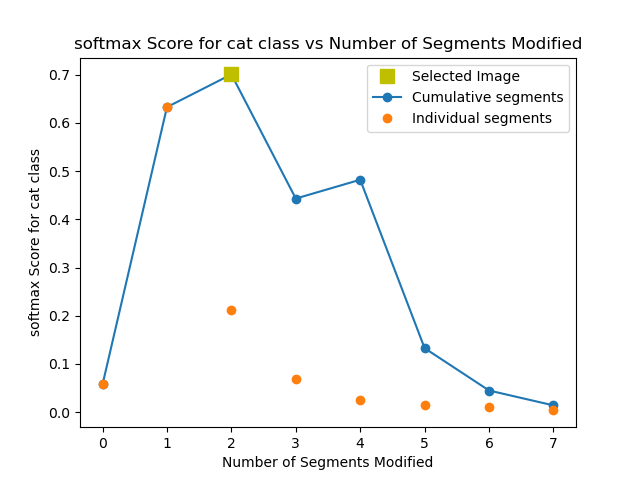 softmax Score for cat class vs Number of Segments Modified
Selected Image
Cumulative segments
Individual segments
softmax Score for cat class
0.7
0.6
0.5
0.4
0.3
0.2
0.1
0.0
0 1 2 3 4 5 6 7
Number of Segments Modified